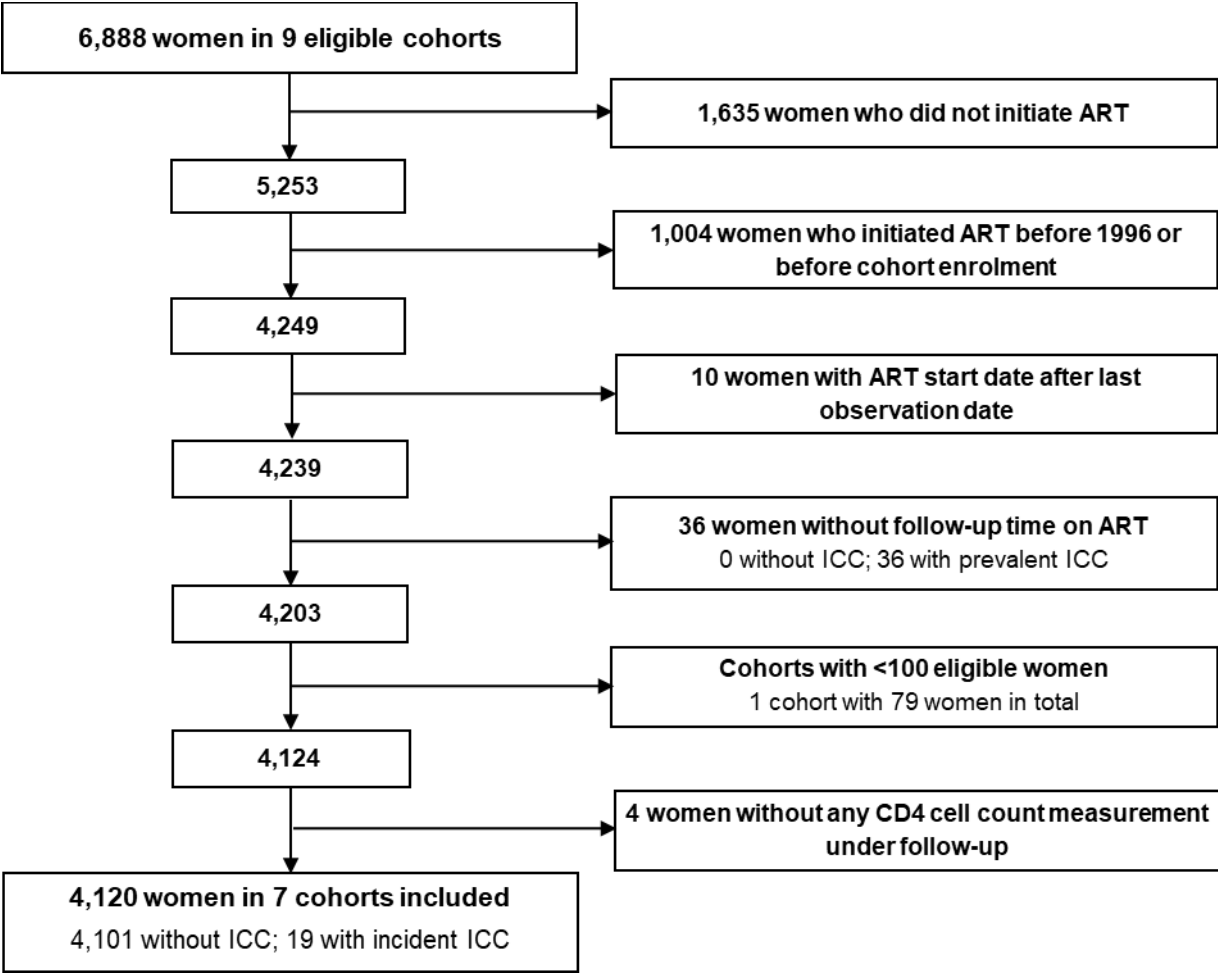 6,888 women in 9 eligible cohorts
1,635 women who did not initiate ART
5,253
1,004 women who initiated ART before 1996 or
before cohort enrolment
4,249
10 women with ART start date after last
observation date
4,239
36 women without follow-up time on ART
0 without ICC; 36 with prevalent ICC
4,203
Cohorts with <100 eligible women
1 cohort with 79 women in total
4,124
4 women without any CD4 cell count measurement
under follow-up
4,120 women in 7 cohorts included
4,101 without ICC; 19 with incident ICC